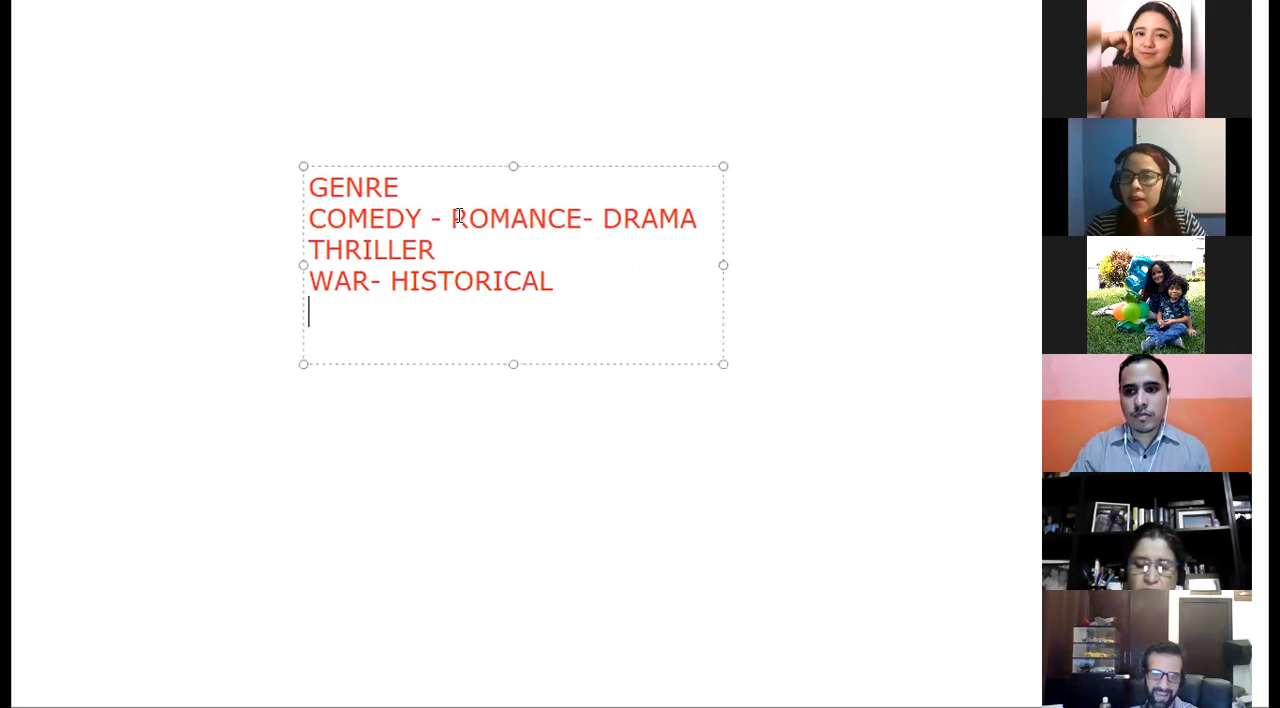 GENRE
COMEDY - ROMANCE- DRAMA
THRILLER
WAR- HISTORICAL